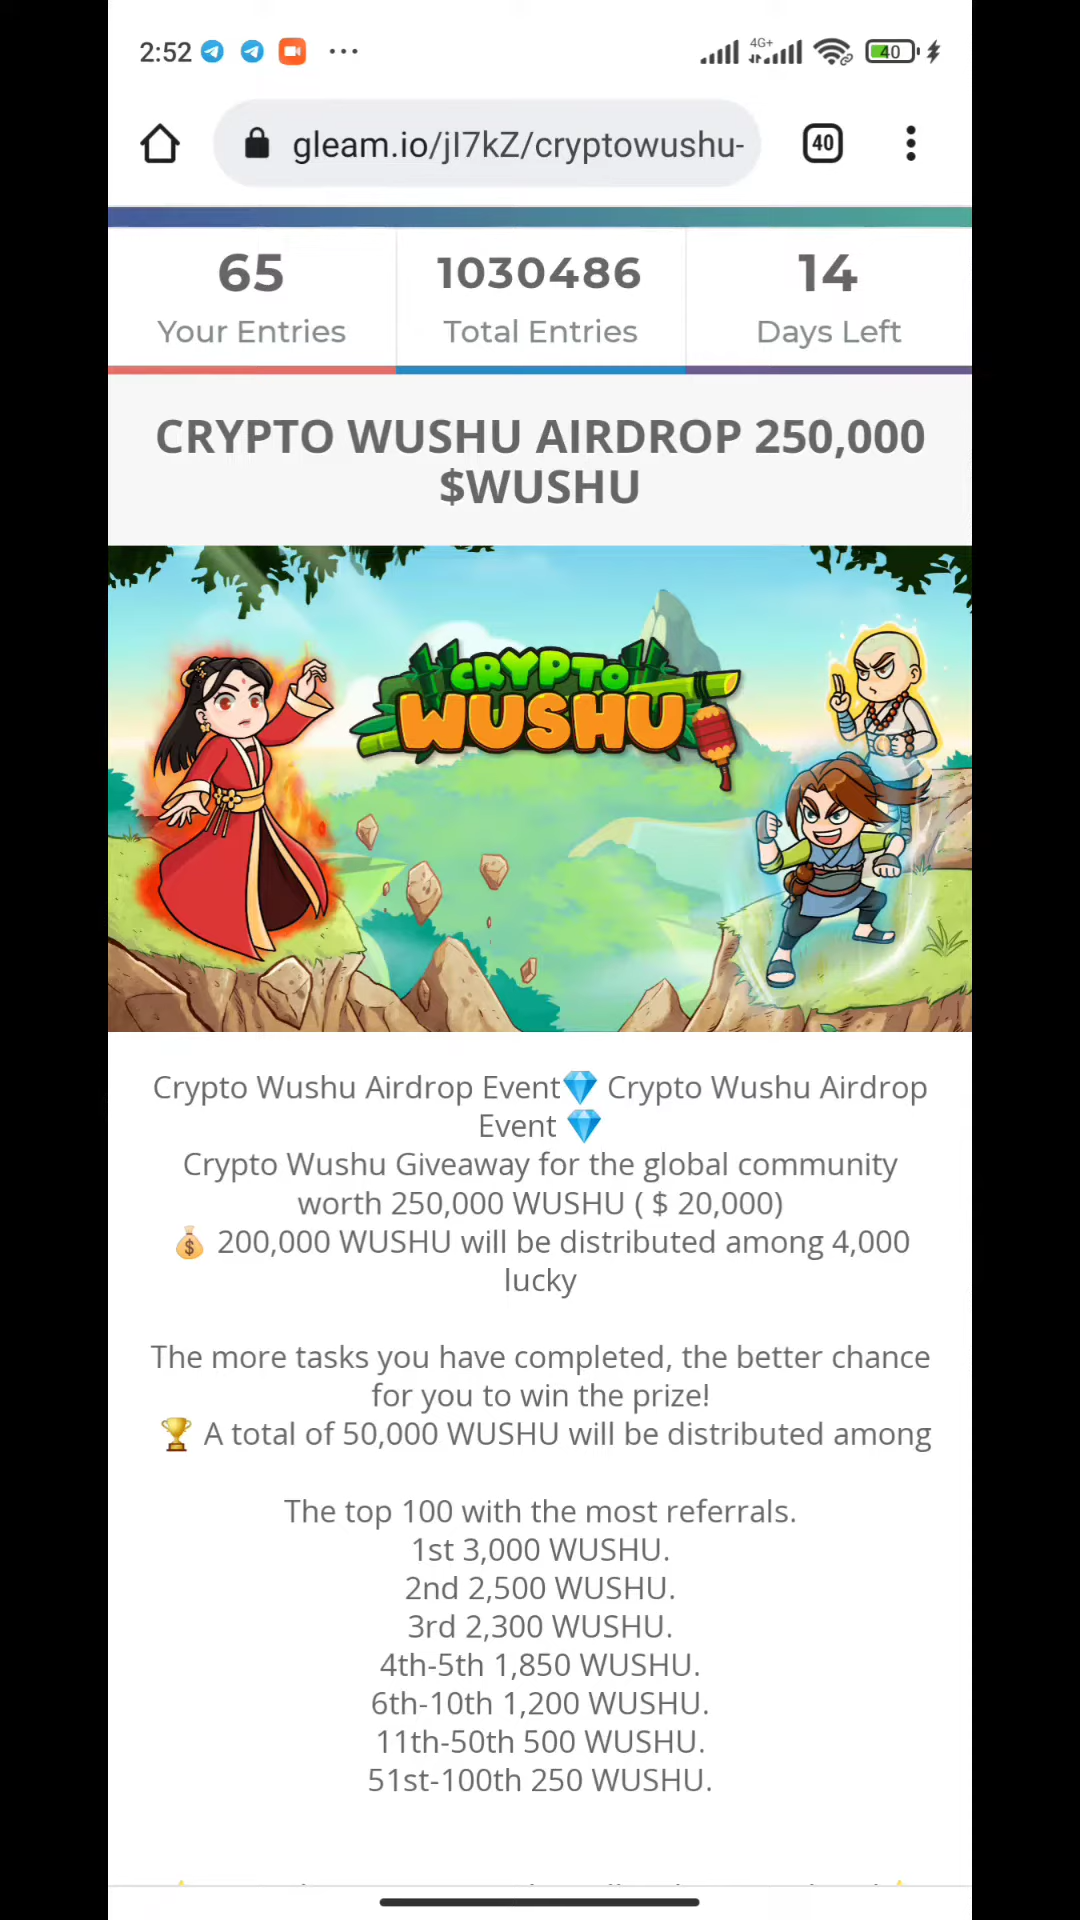 2:52
4G+
40
gleam.io/jI7kZ/cryptowushu-
40
65
1030486
14
Your Entries
Total Entries
Days Left
CRYPTO WUSHU AIRDROP 250,000
$WUSHU
CRYPTO
WUSHU
Crypto Wushu Airdrop Event💎 Crypto Wushu Airdrop
Event 💎
Crypto Wushu Giveaway for the global community
worth 250,000 WUSHU ( $ 20,000)
💰 200,000 WUSHU will be distributed among 4,000
lucky
The more tasks you have completed, the better chance
for you to win the prize!
🏆 A total of 50,000 WUSHU will be distributed among
The top 100 with the most referrals.
1st 3,000 WUSHU.
2nd 2,500 WUSHU.
3rd 2,300 WUSHU.
4th-5th 1,850 WUSHU.
6th-10th 1,200 WUSHU.
11th-50th 500 WUSHU.
51st-100th 250 WUSHU.